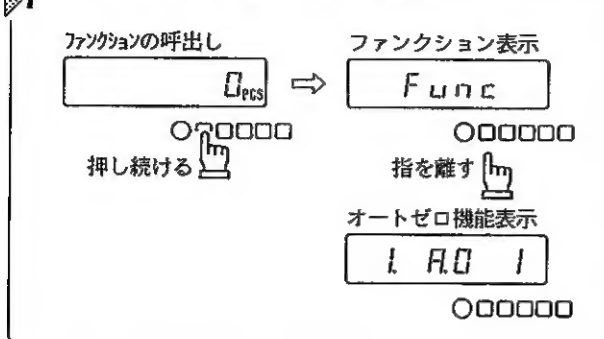 ファンクションの呼出し
0PCS
押し続ける
ファンクション表示
Func
指を離す
オートゼロ機能表示
1. A.0 1